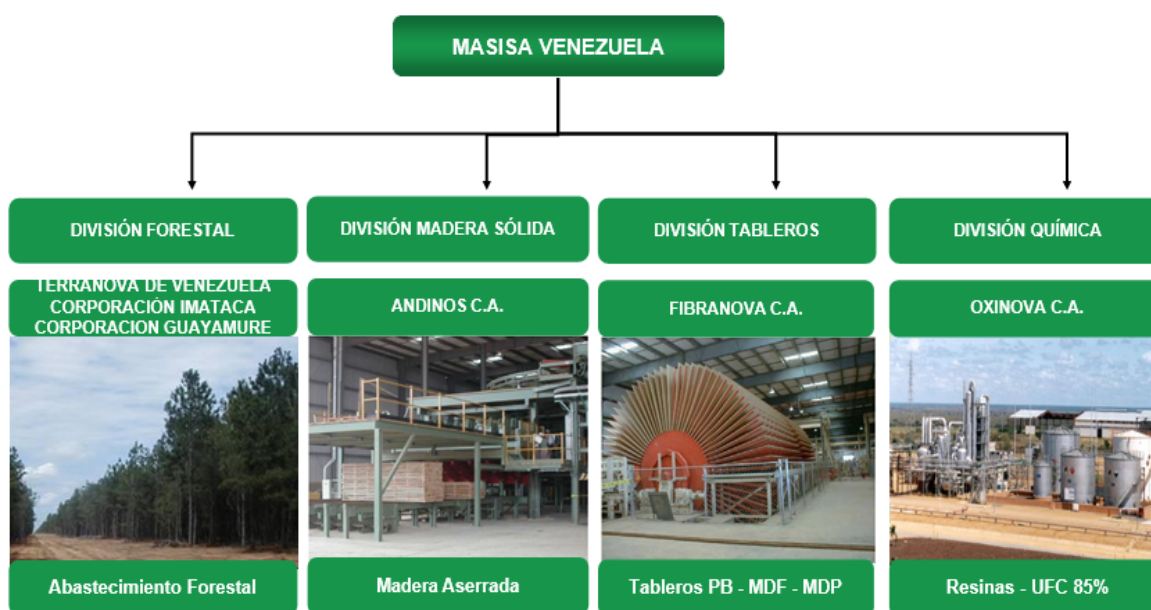 MASISA VENEZUELA
DIVISIÓN FORESTAL
DIVISIÓN MADERA SÓLIDA
DIVISIÓN TABLEROS
DIVISIÓN QUÍMICA
TERRANOVA DE VENEZUELA
CORPORACIÓN IMATACA
CORPORACION GUAYAMURE
ANDINOS C.A.
FIBRANOVA C.A.
OXINOVA C.A.
Abastecimiento Forestal
Madera Aserrada
Tableros PB - MDF - MDP
Resinas - UFC 85%